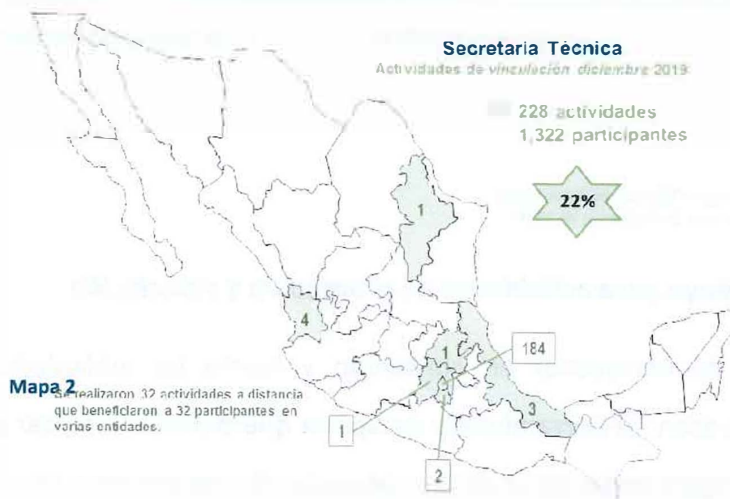 Secretaria Técnica
Actividades de vinculación diciembre 2019
228 actividades
1,322 participantes
22%
1
4
1
184
Mapa 2
Se realizaron 32 actividades a distancia
que beneficiaron a 32 participantes en
varias entidades.
3
1
2